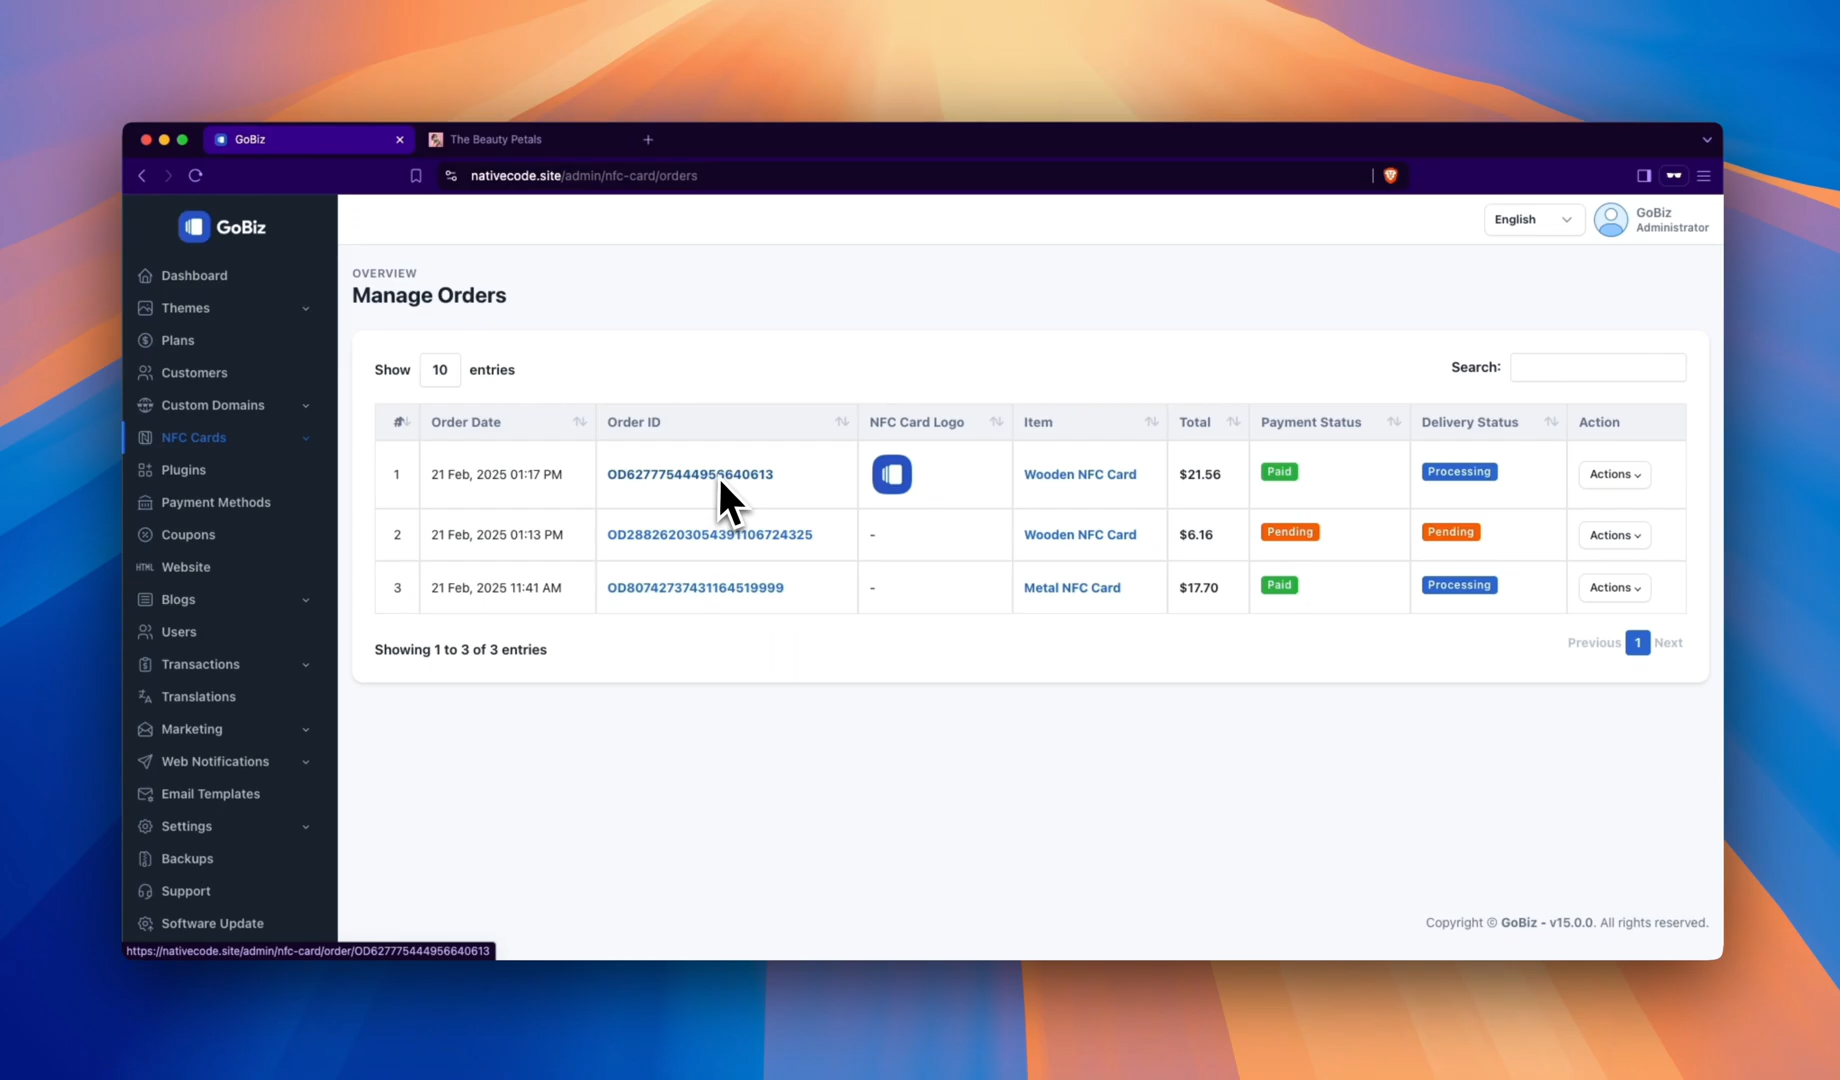 GoBiz
The Beauty Petals
nativecode.site/admin/nfc-card/orders
GoBiz
English
GoBiz
Administrator
Dashboard
Themes
Plans
Customers
Custom Domains
NFC Cards
Plugins
Payment Methods
Coupons
HTML Website
Blogs
Users
Transactions
Translations
Marketing
Web Notifications
Email Templates
Settings
Backups
Support
Software Update
OVERVIEW
Manage Orders
Show 10 entries
Search:
# Order Date Order ID NFC Card Logo Item Total Payment Status Delivery Status Action
1 21 Feb, 2025 01:17 PM OD627775444956640613 Wooden NFC Card $21.56 Paid Processing Actions
2 21 Feb, 2025 01:13 PM OD28826203054391106724325 - Wooden NFC Card $6.16 Pending Pending Actions
3 21 Feb, 2025 11:41 AM OD80742737431164519999 - Metal NFC Card $17.70 Paid Processing Actions
Showing 1 to 3 of 3 entries
Previous 1 Next
Copyright © GoBiz - v15.0.0. All rights reserved.
https://nativecode.site/admin/nfc-card/order/OD627775444956640613